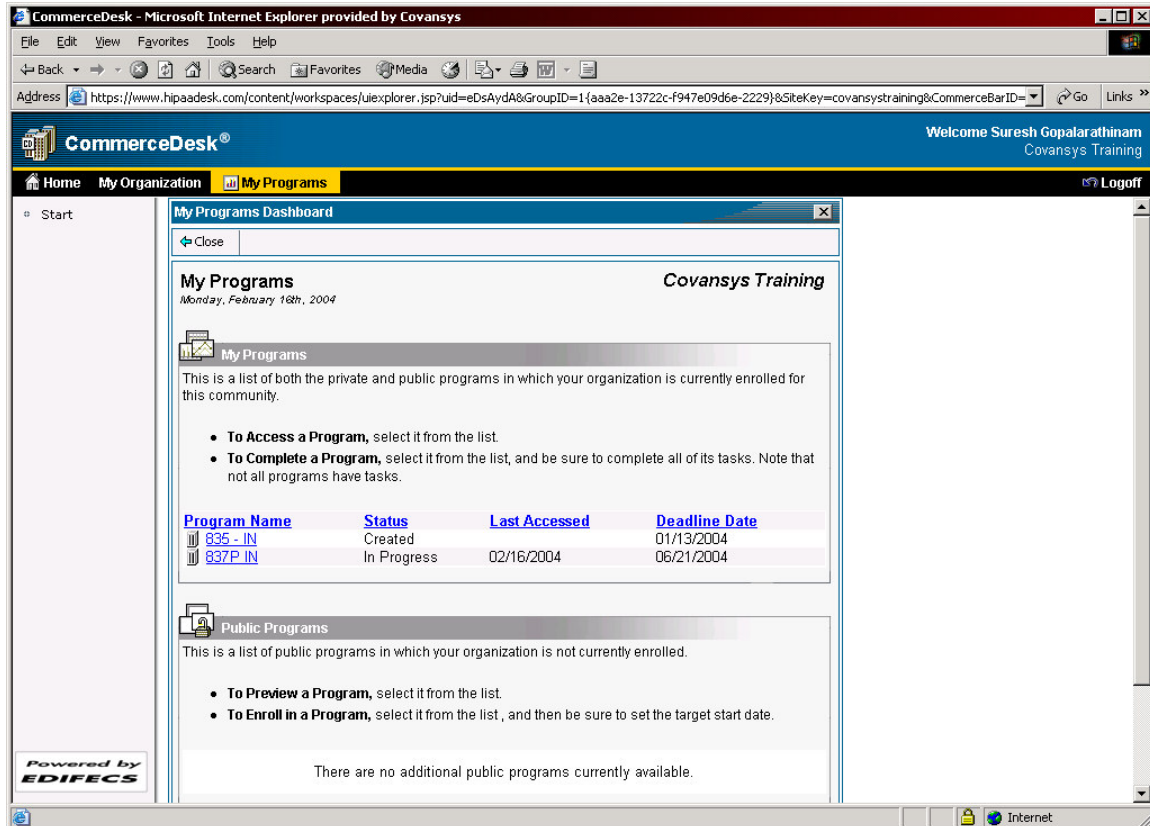 CommerceDesk - Microsoft Internet Explorer provided by Covansys
File Edit View Favorites Tools Help
Back Search Favorites Media
Address https://www.hipaadesk.com/content/workspaces/uiexplorer.jsp?uid=eDsAydA&GroupID=1{aaa2e-13722c-f947e09d6e-2229}&SiteKey=covansystraining&CommerceBarID= Go Links »
CommerceDesk®
Welcome Suresh Gopalarathinam
Covansys Training
Home My Organization My Programs Logoff
Start
My Programs Dashboard
Close
My Programs Covansys Training
Monday, February 16th, 2004
My Programs
This is a list of both the private and public programs in which your organization is currently enrolled for
this community.
• To Access a Program, select it from the list.
• To Complete a Program, select it from the list, and be sure to complete all of its tasks. Note that
not all programs have tasks.
Program Name Status Last Accessed Deadline Date
835 - IN Created 01/13/2004
837P IN In Progress 02/16/2004 06/21/2004
Public Programs
This is a list of public programs in which your organization is not currently enrolled.
• To Preview a Program, select it from the list.
• To Enroll in a Program, select it from the list , and then be sure to set the target start date.
There are no additional public programs currently available.
Powered by
EDIFECS
Internet